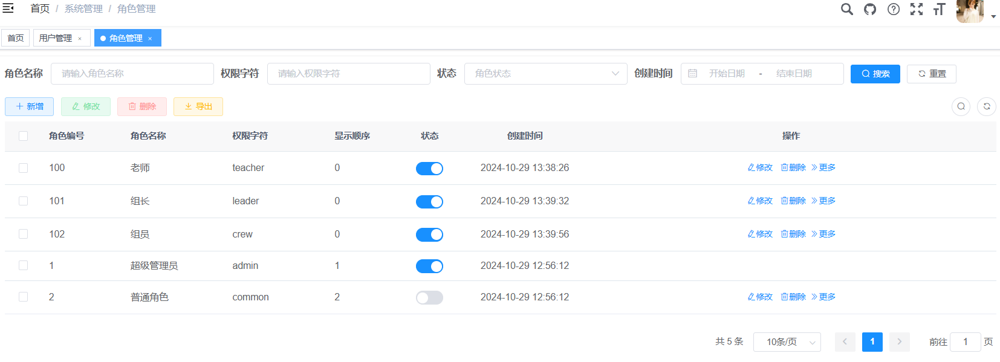 首页 / 系统管理 / 角色管理
首页 用户管理 × 角色管理 ×
角色名称 请输入角色名称 权限字符 请输入权限字符 状态 角色状态 创建时间 开始日期 - 结束日期 搜索 重置
新增 修改 删除 导出
角色编号 角色名称 权限字符 显示顺序 状态 创建时间 操作
100 老师 teacher 0 2024-10-29 13:38:26 修改 删除 更多
101 组长 leader 0 2024-10-29 13:39:32 修改 删除 更多
102 组员 crew 0 2024-10-29 13:39:56 修改 删除 更多
1 超级管理员 admin 1 2024-10-29 12:56:12
2 普通角色 common 2 2024-10-29 12:56:12 修改 删除 更多
共 5 条 10条/页 1 前往 1 页